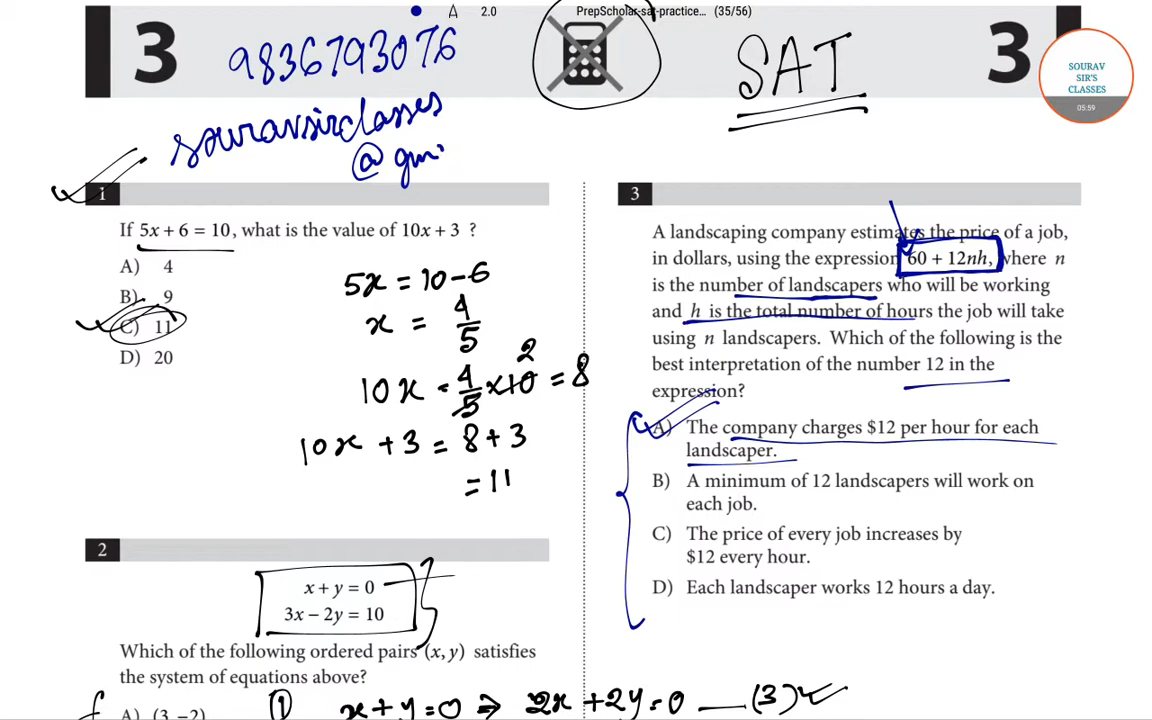 A 2.0 PrepScholar-sat-practice... (35/56)
3
9836793076
SAT
3
SOURAV
SIR'S
CLASSES
05:59
souravsirclasses
@ gm
1
If 5x + 6 = 10, what is the value of 10x + 3 ?
A) 4
B) 9
C) 11
D) 20
5x = 10 - 6
x = 4/5
10x = 4/5 × 10 2 = 8
10x + 3 = 8 + 3
= 11
2
x + y = 0
3x − 2y = 10
Which of the following ordered pairs (x, y) satisfies
the system of equations above?
A) (3, −2)
① x + y = 0 ⇒ 2x + 2y = 0 — (3)
3
A landscaping company estimates the price of a job,
in dollars, using the expression 60 + 12nh, where n
is the number of landscapers who will be working
and h is the total number of hours the job will take
using n landscapers. Which of the following is the
best interpretation of the number 12 in the
expression?
A) The company charges $12 per hour for each
landscaper.
B) A minimum of 12 landscapers will work on
each job.
C) The price of every job increases by
$12 every hour.
D) Each landscaper works 12 hours a day.